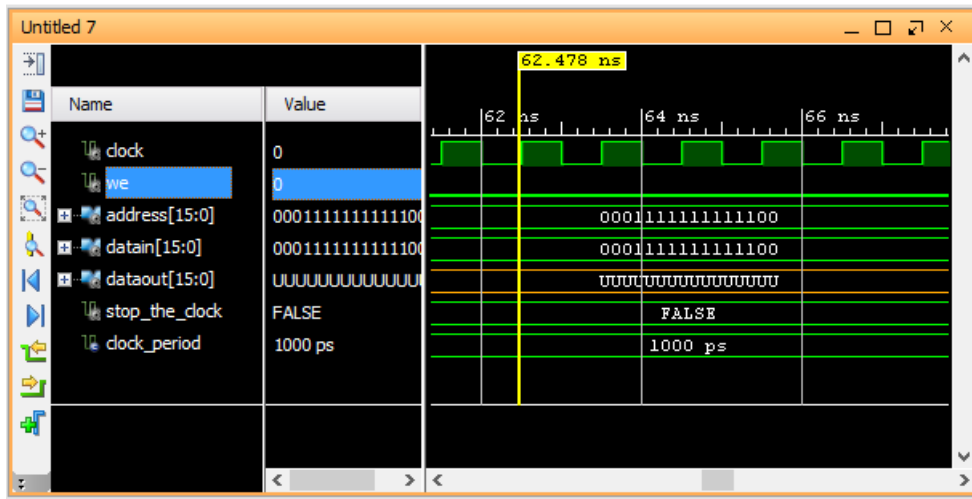 Untitled 7
62.478 ns
Name Value
62 ns 64 ns 66 ns
clock 0
we 0
address[15:0] 0001111111111100 0001111111111100
datain[15:0] 0001111111111100 0001111111111100
dataout[15:0] UUUUUUUUUUUUUU UUUUUUUUUUUUUUUU
stop_the_clock FALSE FALSE
clock_period 1000 ps 1000 ps